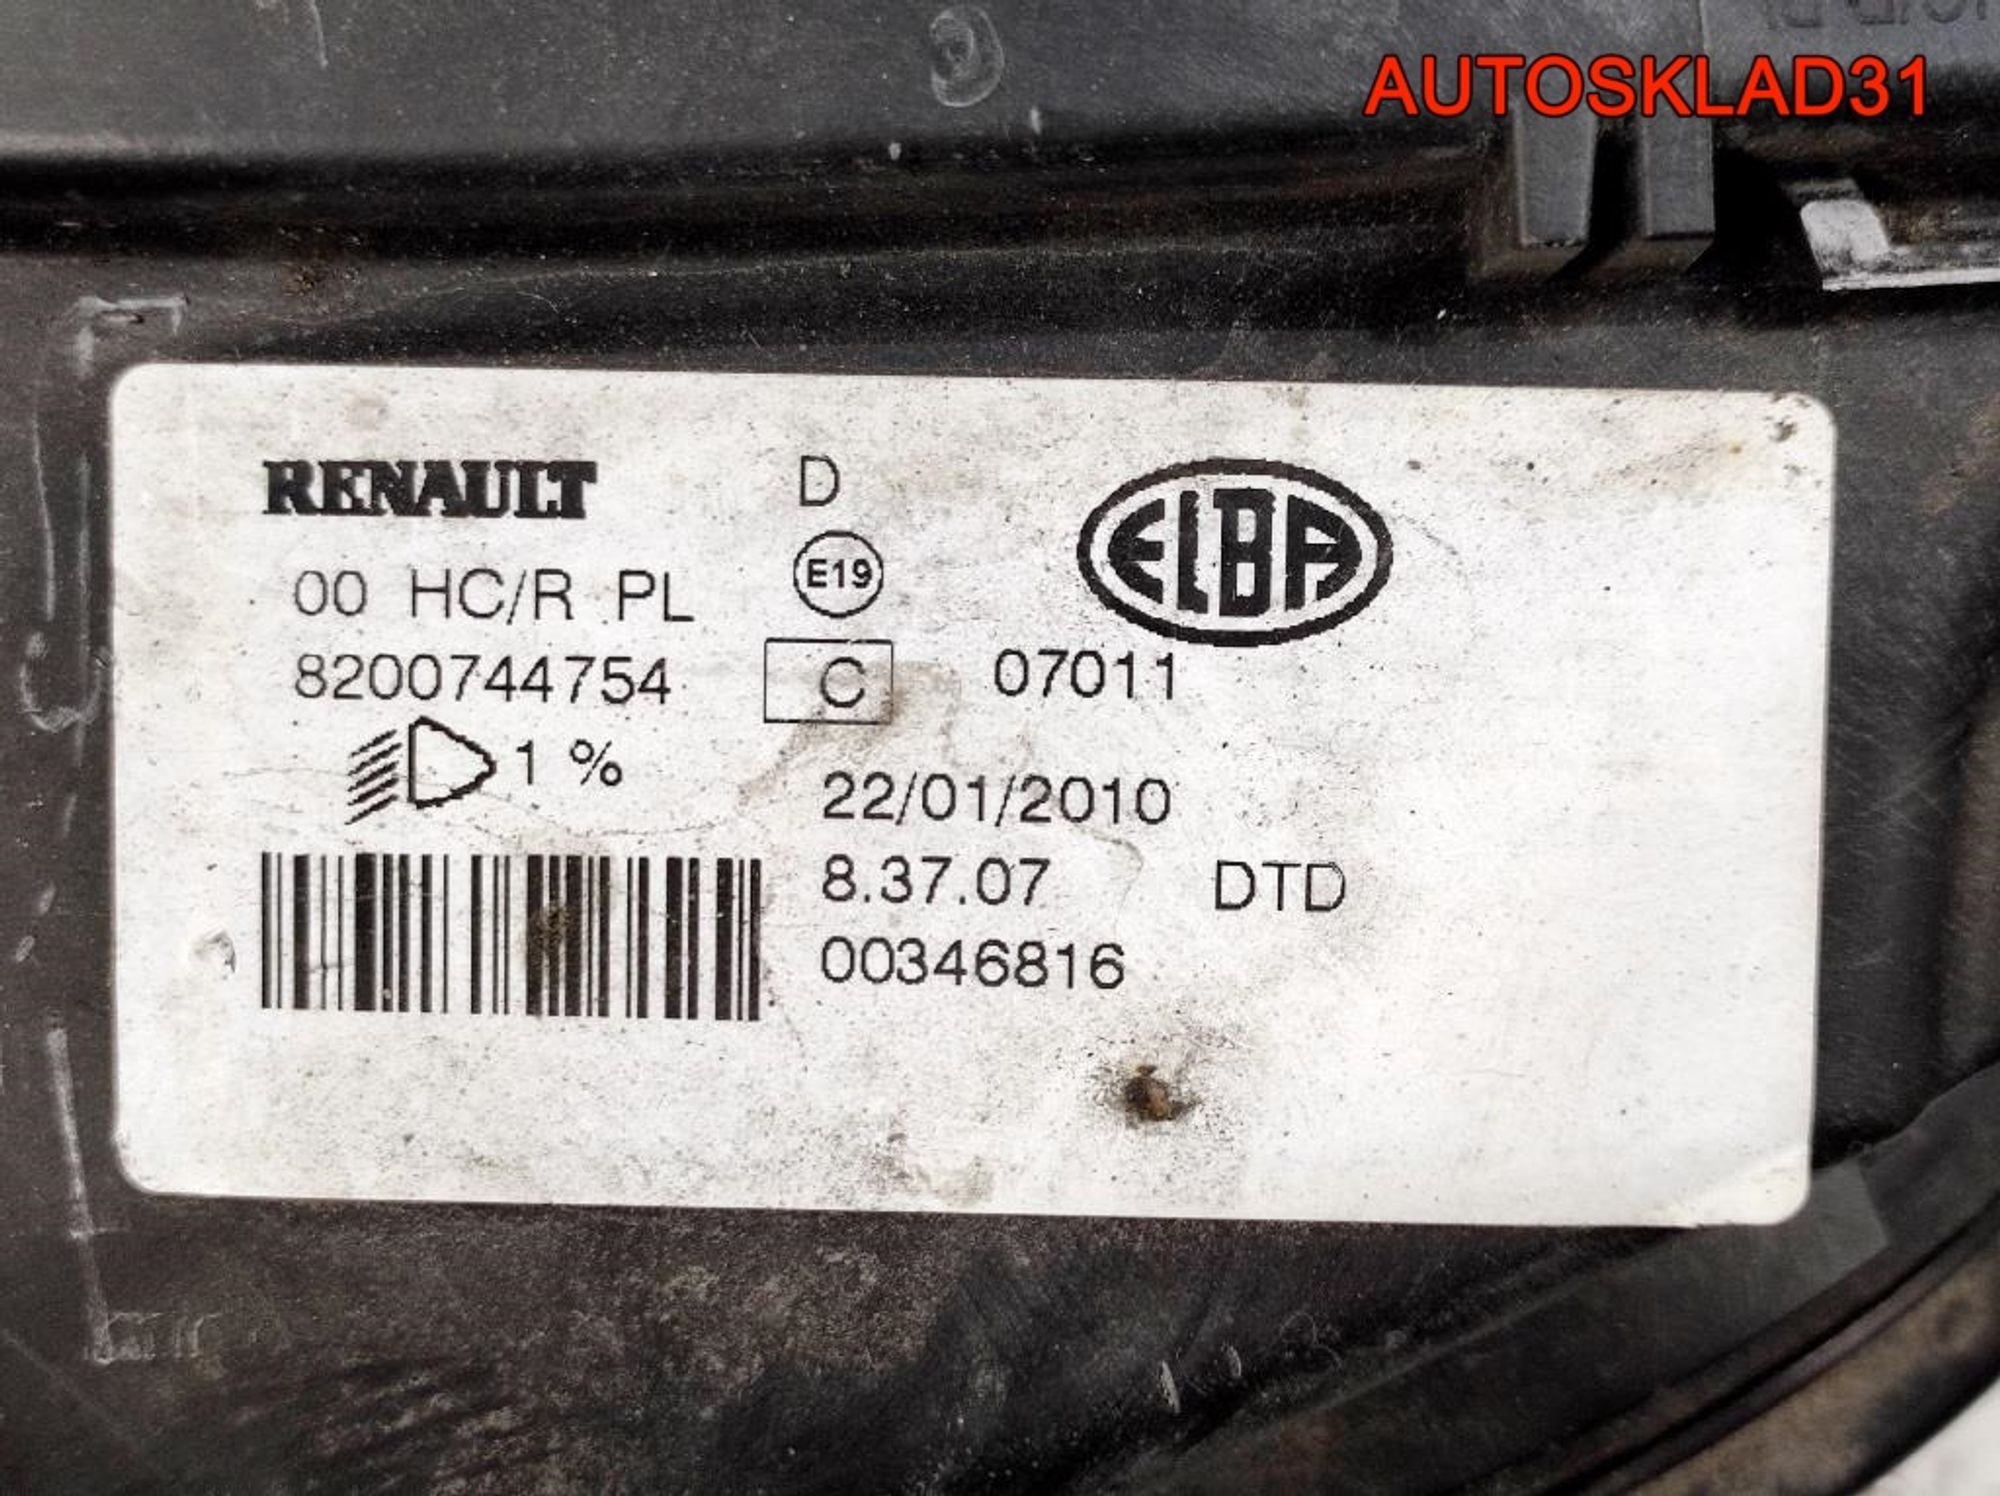 AUTOSKLAD31
RENAULT D ELBA
00 HC/R PL E19
8200744754 C 07011
1 %
22/01/2010
8.37.07 DTD
00346816